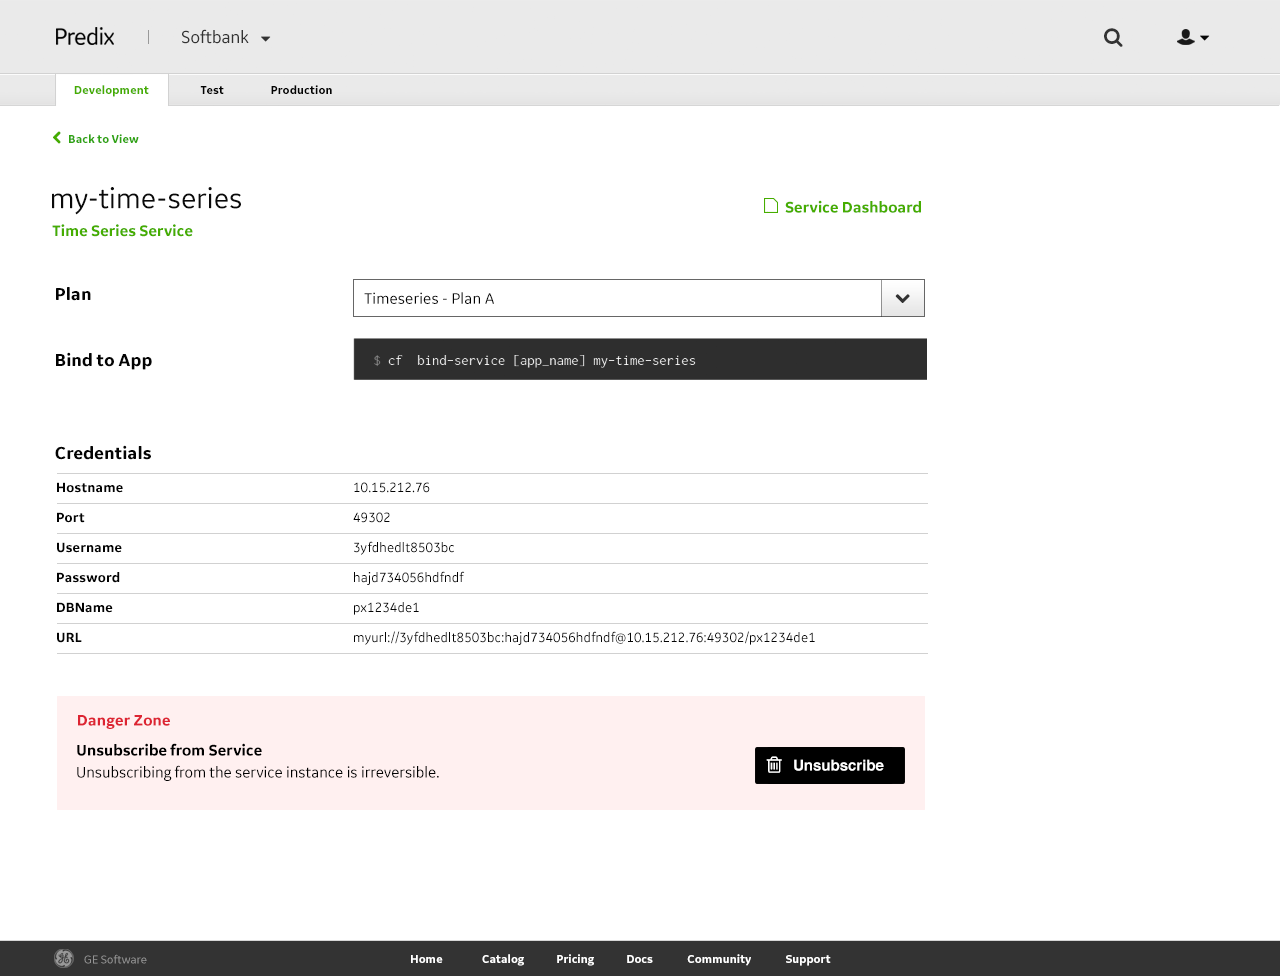 Predix | Softbank
Development Test Production
Back to View
my-time-series
Service Dashboard
Time Series Service
Plan Timeseries - Plan A
Bind to App $ cf  bind-service [app_name] my-time-series
Credentials
Hostname 10.15.212.76
Port 49302
Username 3yfdhedlt8503bc
Password hajd734056hdfndf
DBName px1234de1
URL myurl://3yfdhedlt8503bc:hajd734056hdfndf@10.15.212.76:49302/px1234de1
Danger Zone
Unsubscribe from Service
Unsubscribing from the service instance is irreversible.
Unsubscribe
GE Software Home Catalog Pricing Docs Community Support